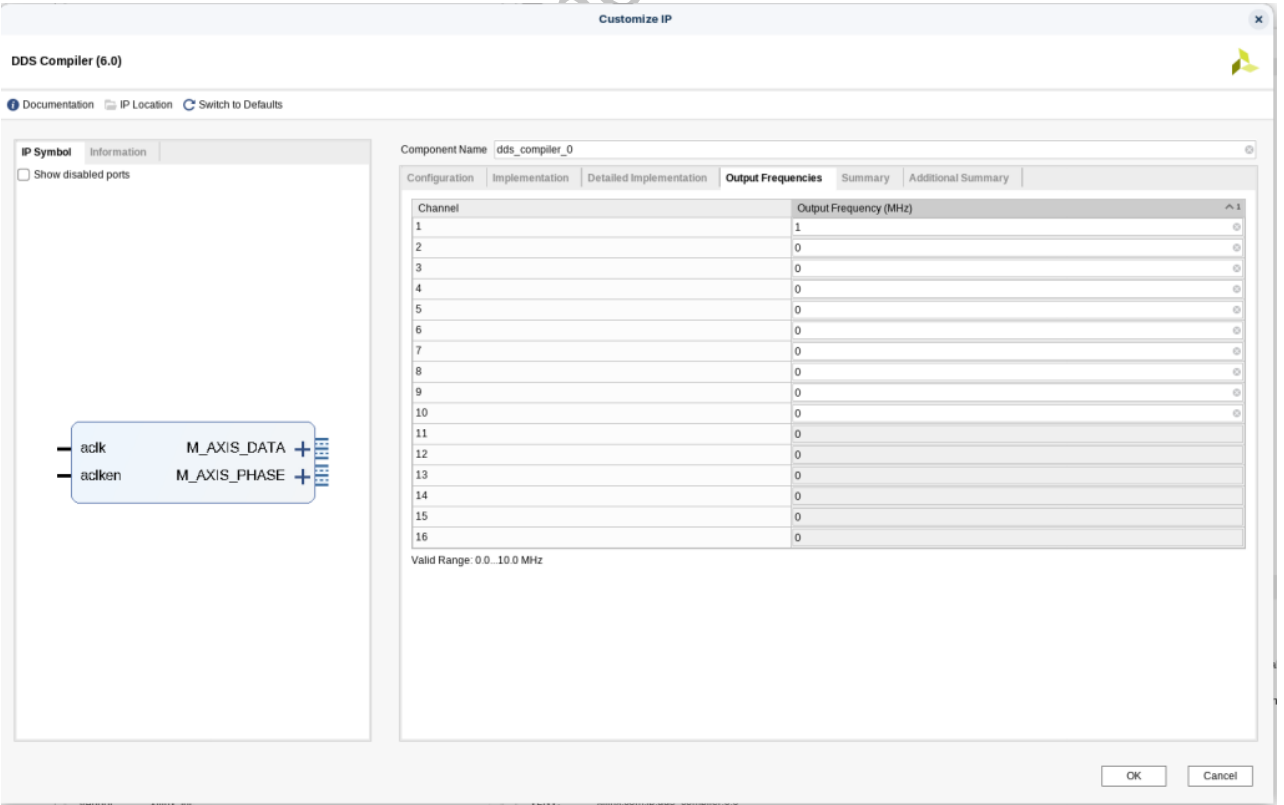 Customize IP
DDS Compiler (6.0)
Documentation IP Location Switch to Defaults
IP Symbol Information
Show disabled ports
aclk M_AXIS_DATA
aclken M_AXIS_PHASE
Component Name dds_compiler_0
Configuration Implementation Detailed Implementation Output Frequencies Summary Additional Summary
Channel Output Frequency (MHz) 1
1 1
2 0
3 0
4 0
5 0
6 0
7 0
8 0
9 0
10 0
11 0
12 0
13 0
14 0
15 0
16 0
Valid Range: 0.0...10.0 MHz
OK Cancel